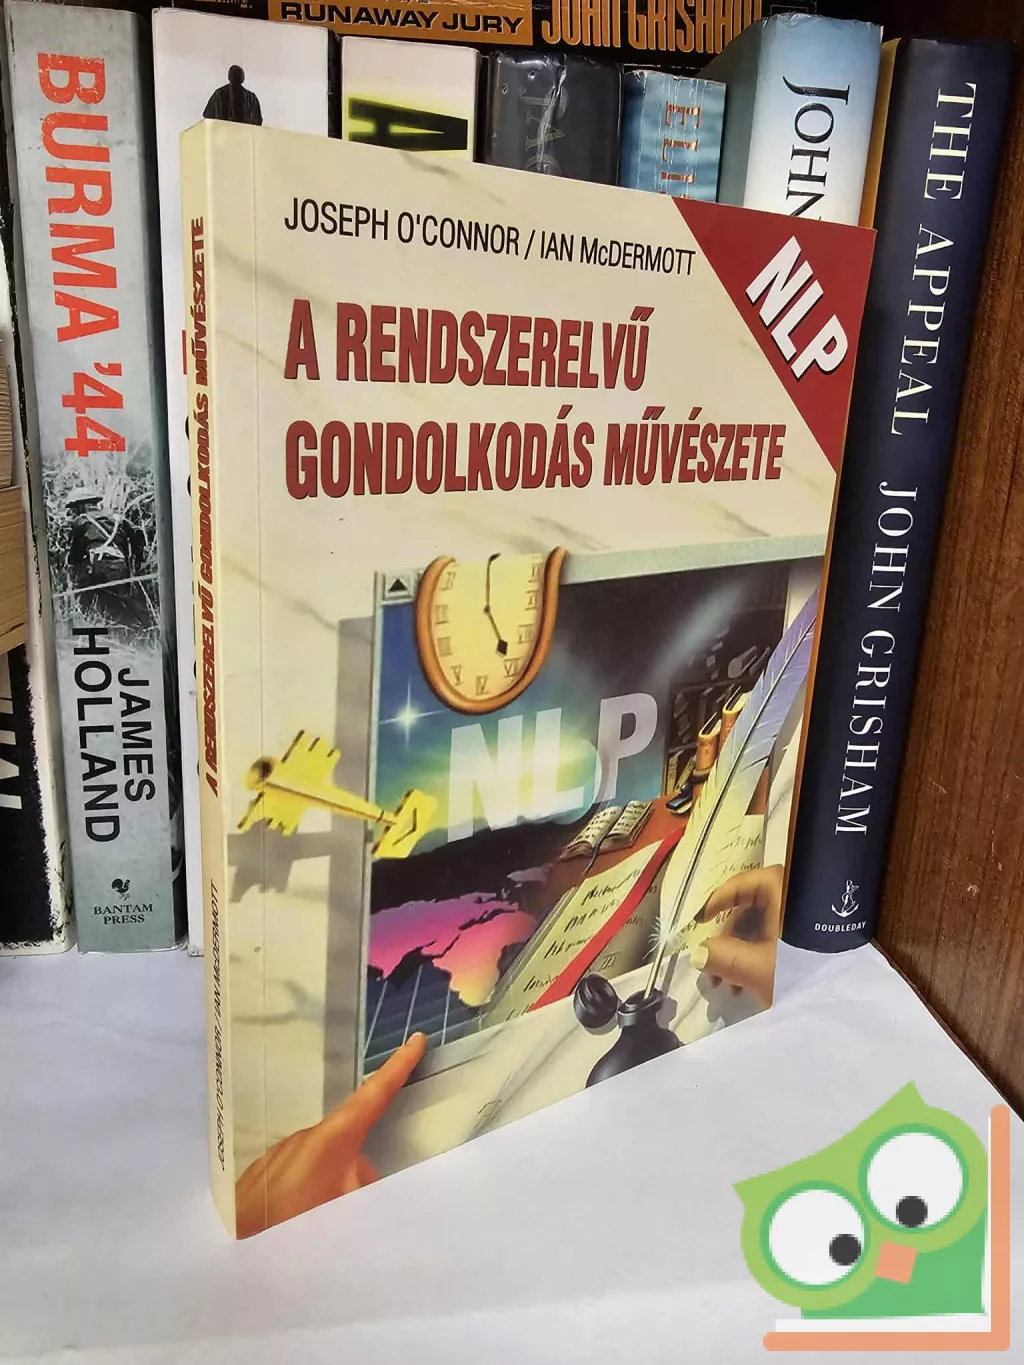 RUNAWAY JURY
JOHN GRISHAM
BURMA '44
JAMES
HOLLAND
BANTAM
PRESS
A
JOHN
THE APPEAL
JOHN GRISHAM
DOUBLEDAY
JOSEPH O'CONNOR / IAN McDERMOTT
NLP
A RENDSZERELVŰ
GONDOLKODÁS MŰVÉSZETE
NLP
A RENDSZERELVŰ GONDOLKODÁS MŰVÉSZETE
JOSEPH O'CONNOR / IAN McDERMOTT